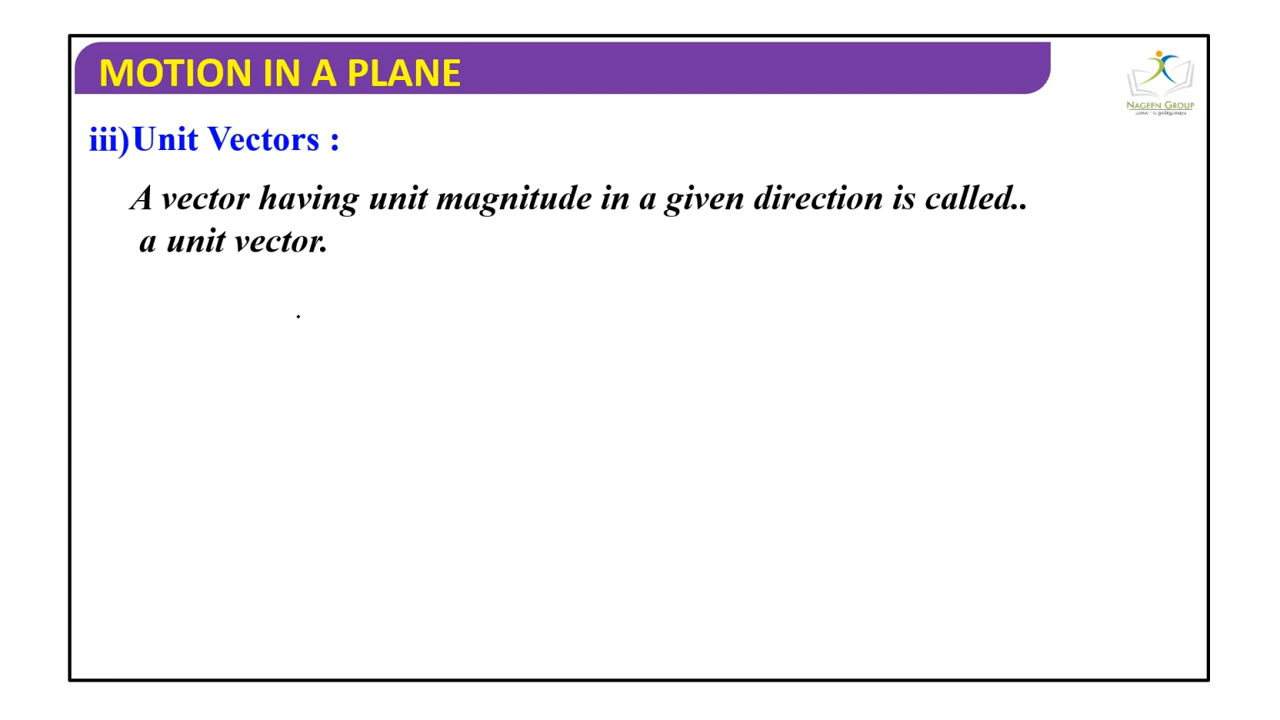 MOTION IN A PLANE
NAGEEN GROUP
iii)Unit Vectors :
A vector having unit magnitude in a given direction is called..
a unit vector.